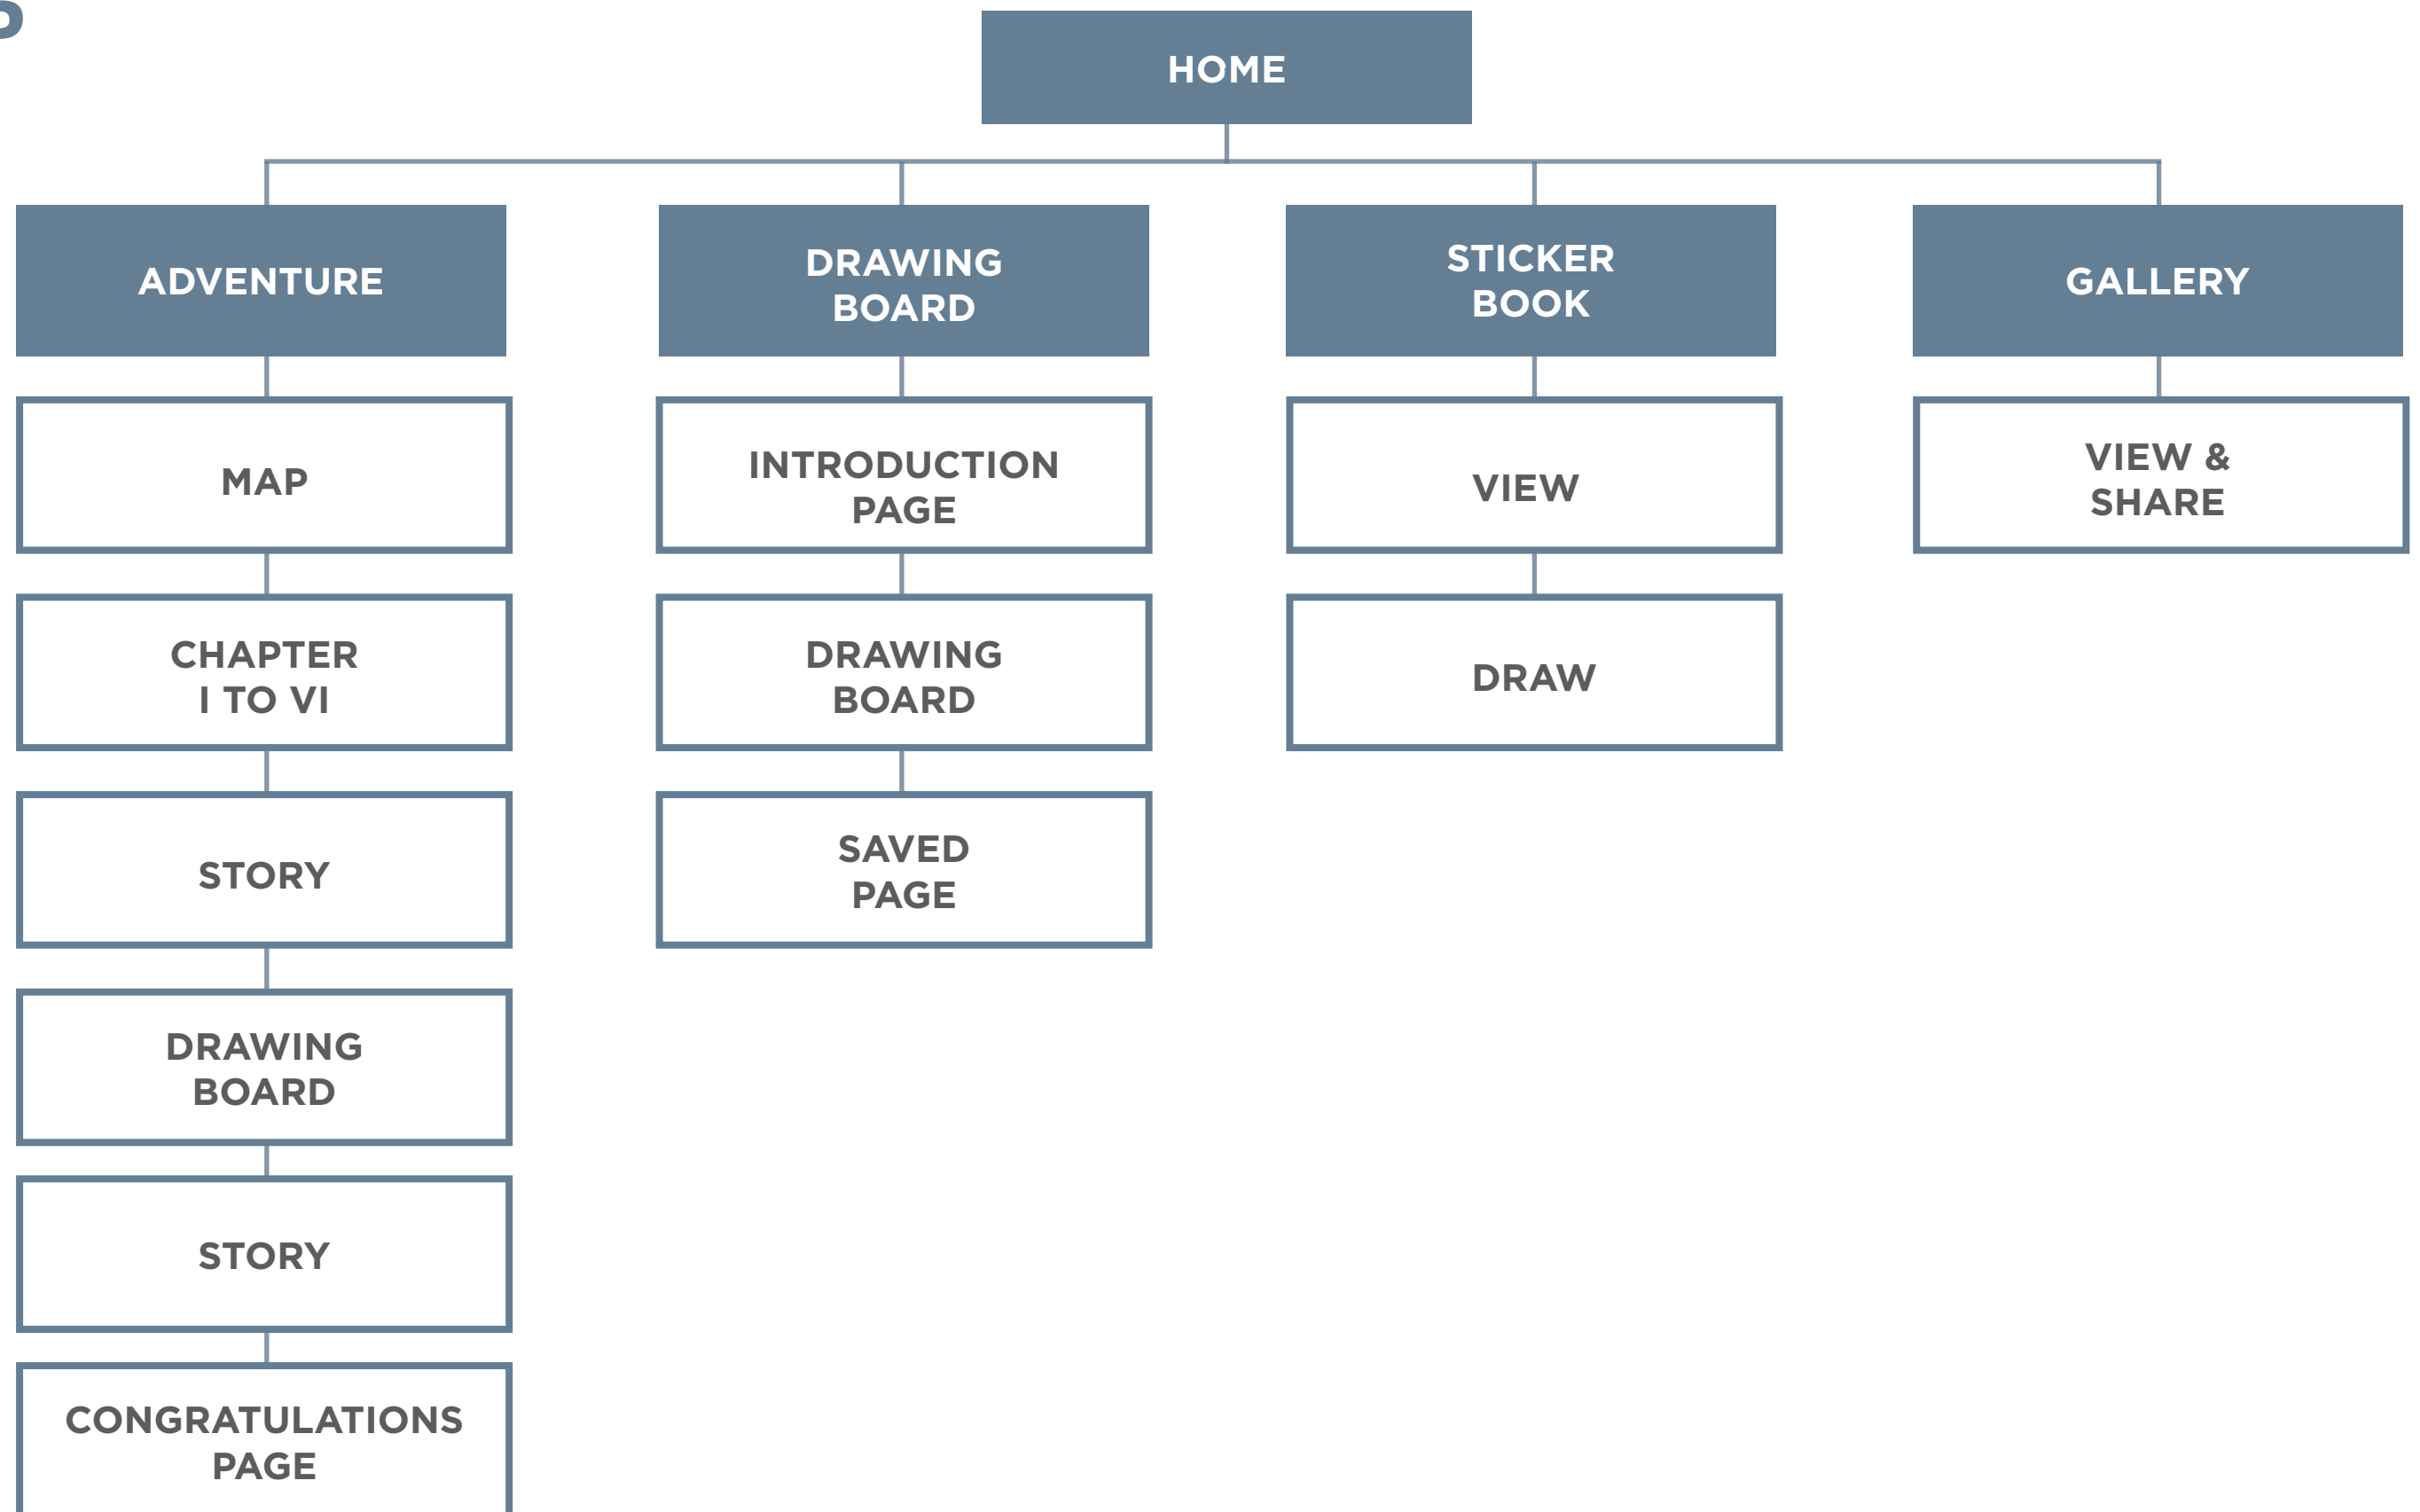 P
HOME
ADVENTURE
DRAWING
BOARD
STICKER
BOOK
GALLERY
MAP
INTRODUCTION
PAGE
VIEW
VIEW &
SHARE
CHAPTER
I TO VI
DRAWING
BOARD
DRAW
STORY
SAVED
PAGE
DRAWING
BOARD
STORY
CONGRATULATIONS
PAGE